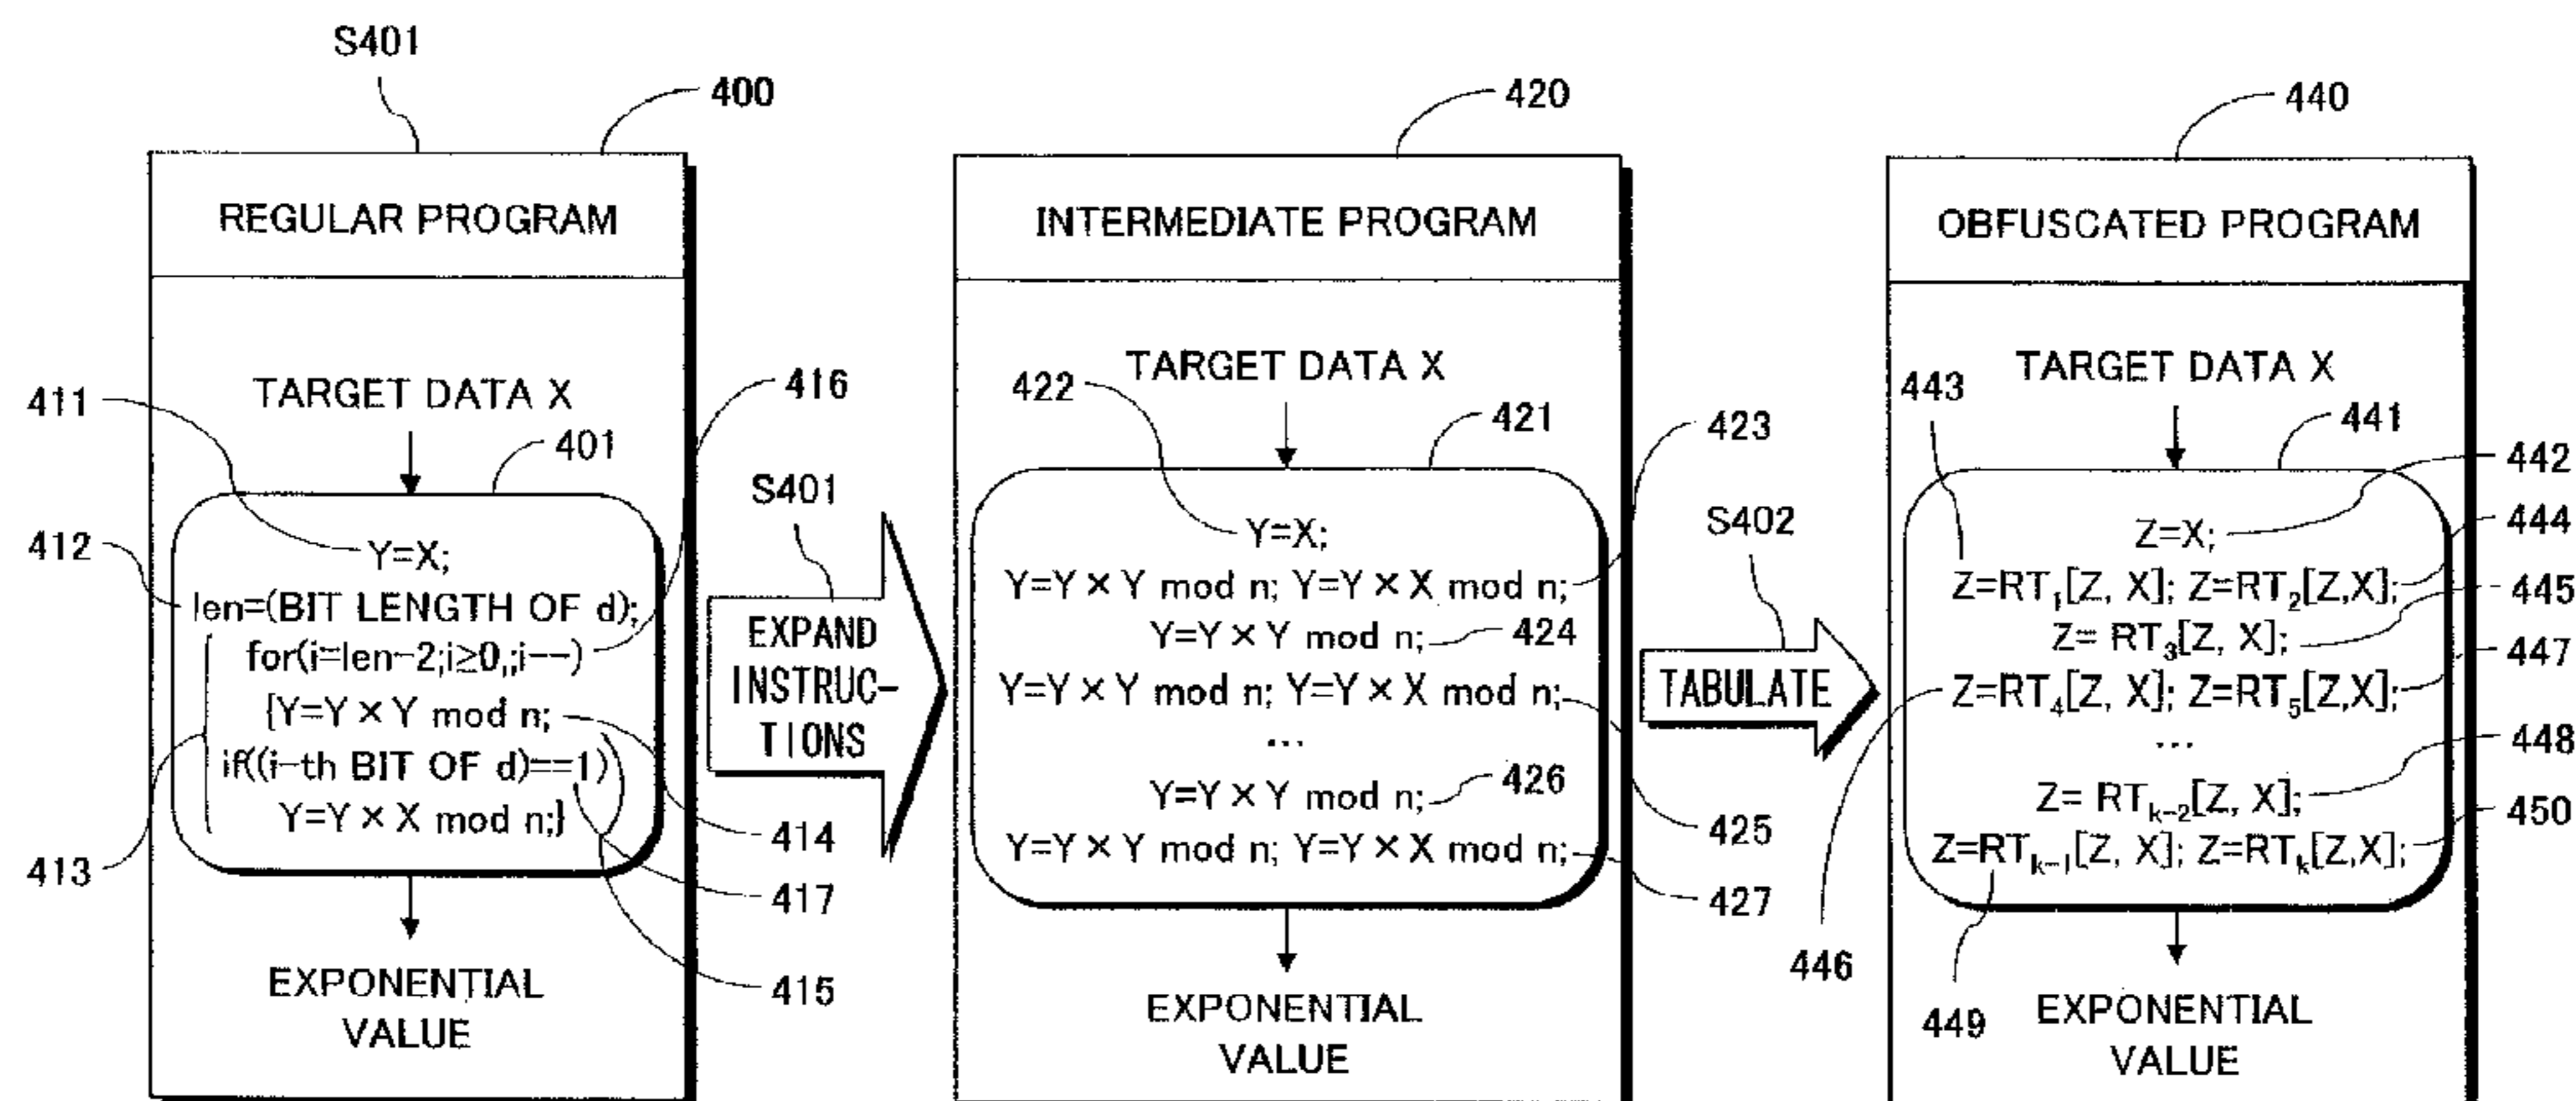 S401
400
REGULAR PROGRAM
TARGET DATA X
411
401
416
412
Y=X;
len=(BIT LENGTH OF d);
for(i=len-2;i≥0,;i--)
{Y=Y×Y mod n;
if((i-th BIT OF d)==1)
Y=Y×X mod n;}
413
414
417
415
EXPONENTIAL
VALUE
S401
EXPAND
INSTRUC-
TIONS
420
INTERMEDIATE PROGRAM
TARGET DATA X
422
421
423
Y=X;
Y=Y×Y mod n; Y=Y×X mod n;
Y=Y×Y mod n; 424
Y=Y×Y mod n; Y=Y×X mod n;
...
Y=Y×Y mod n; 426
Y=Y×Y mod n; Y=Y×X mod n;
425
427
EXPONENTIAL
VALUE
S402
TABULATE
440
OBFUSCATED PROGRAM
TARGET DATA X
443
441
442
Z=X;
444
Z=RT₁[Z, X]; Z=RT₂[Z,X];
445
Z= RT₃[Z, X];
447
Z=RT₄[Z, X]; Z=RT₅[Z,X];
...
448
Z= RTₖ₋₂[Z, X];
450
Z=RTₖ₋₁[Z, X]; Z=RTₖ[Z,X];
446
449
EXPONENTIAL
VALUE